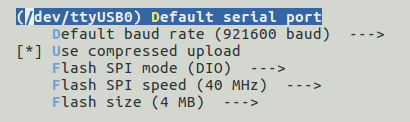 (/dev/ttyUSB0) Default serial port
Default baud rate (921600 baud)  --->
[*] Use compressed upload
Flash SPI mode (DIO)  --->
Flash SPI speed (40 MHz)  --->
Flash size (4 MB)  --->